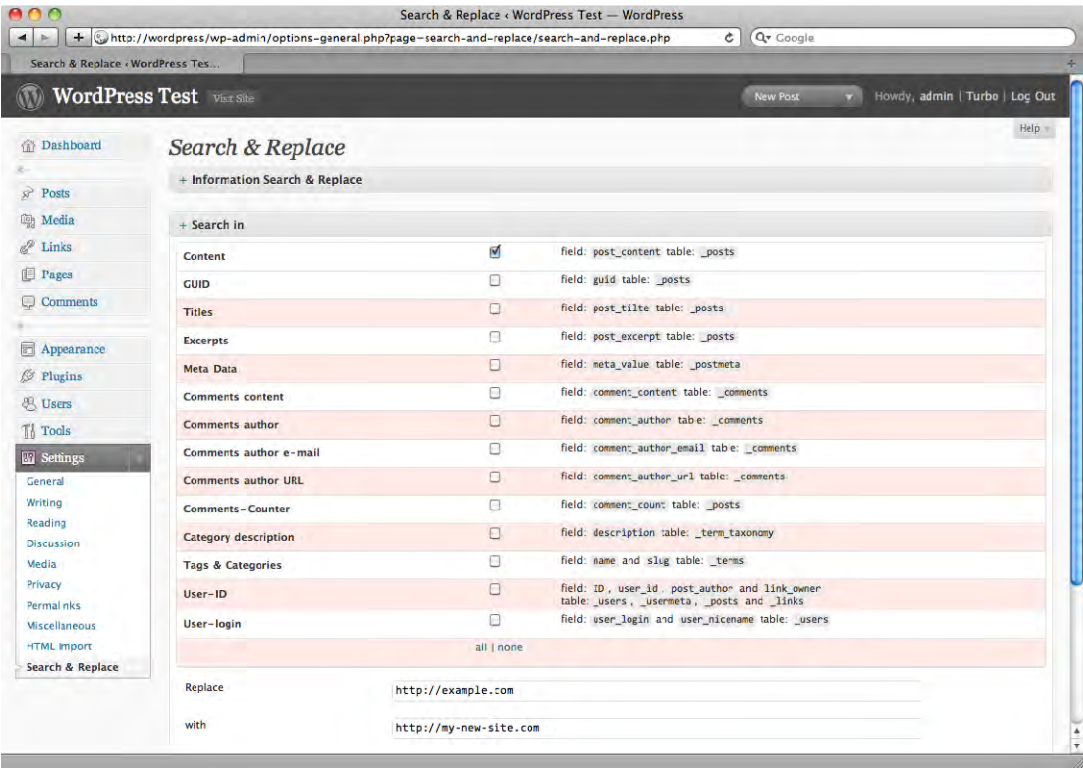 Search & Replace ‹ WordPress Test — WordPress
http://wordpress/wp-admin/options-general.php?page=search-and-replace/search-and-replace.php
Google
Search & Replace ‹ WordPress Tes...
WordPress Test Visit Site
New Post
Howdy, admin | Turbo | Log Out
Help
Dashboard
Posts
Media
Links
Pages
Comments
Appearance
Plugins
Users
Tools
Settings
General
Writing
Reading
Discussion
Media
Privacy
Permalinks
Miscellaneous
HTML Import
Search & Replace
Search & Replace
+ Information Search & Replace
+ Search in
Content field: post_content table: _posts
GUID field: guid table: _posts
Titles field: post_tilte table: _posts
Excerpts field: post_excerpt table: _posts
Meta Data field: meta_value table: _postmeta
Comments content field: comment_content table: _comments
Comments author field: comment_author table: _comments
Comments author e-mail field: comment_author_email table: _comments
Comments author URL field: comment_author_url table: _comments
Comments-Counter field: comment_count table: _posts
Category description field: description table: _term_taxonomy
Tags & Categories field: name and slug table: _terms
User-ID field: ID, user_id, post_author and link_owner
table: _users, _usermeta, _posts and _links
User-login field: user_login and user_nicename table: _users
all | none
Replace http://example.com
with http://my-new-site.com